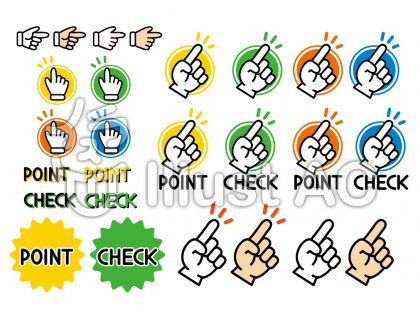 POINT CHECK POINT CHECK
POINT POINT
CHECK CHECK
POINT CHECK
illust AC